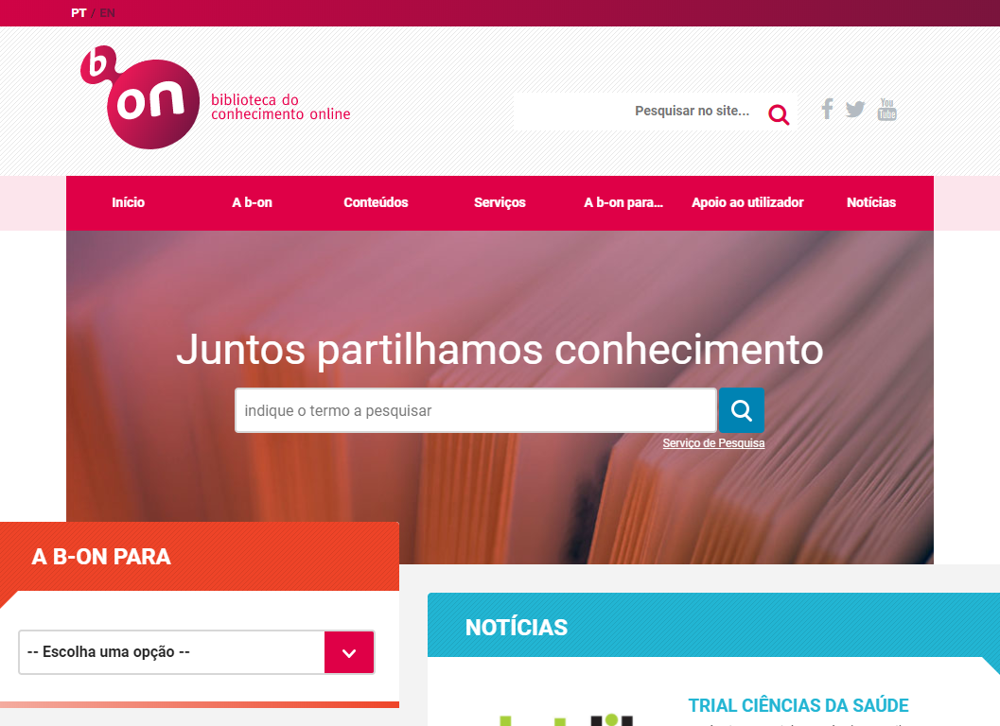 PT / EN
b on
biblioteca do
conhecimento online
Pesquisar no site...
You
Tube
Início A b-on Conteúdos Serviços A b-on para... Apoio ao utilizador Notícias
Juntos partilhamos conhecimento
indique o termo a pesquisar
Serviço de Pesquisa
A B-ON PARA
-- Escolha uma opção --
NOTÍCIAS
TRIAL CIÊNCIAS DA SAÚDE